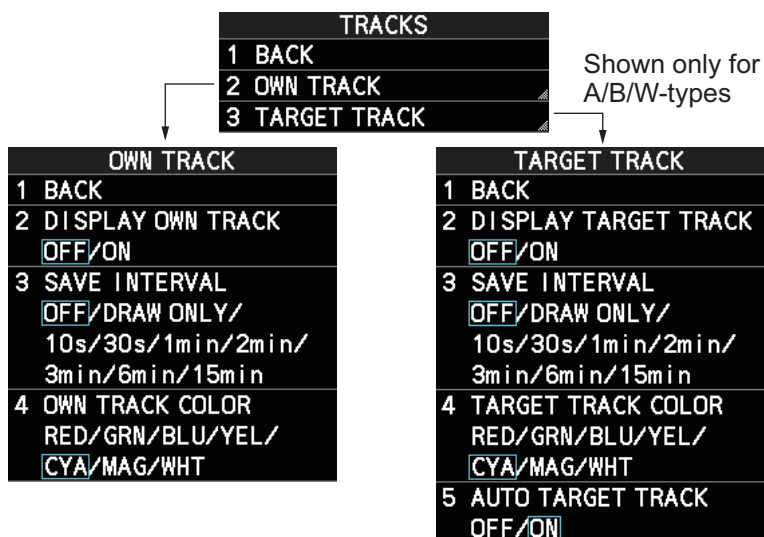 TRACKS
1 BACK
2 OWN TRACK
3 TARGET TRACK
Shown only for
A/B/W-types
OWN TRACK
1 BACK
2 DISPLAY OWN TRACK
OFF/ON
3 SAVE INTERVAL
OFF/DRAW ONLY/
10s/30s/1min/2min/
3min/6min/15min
4 OWN TRACK COLOR
RED/GRN/BLU/YEL/
CYA/MAG/WHT
TARGET TRACK
1 BACK
2 DISPLAY TARGET TRACK
OFF/ON
3 SAVE INTERVAL
OFF/DRAW ONLY/
10s/30s/1min/2min/
3min/6min/15min
4 TARGET TRACK COLOR
RED/GRN/BLU/YEL/
CYA/MAG/WHT
5 AUTO TARGET TRACK
OFF/ON